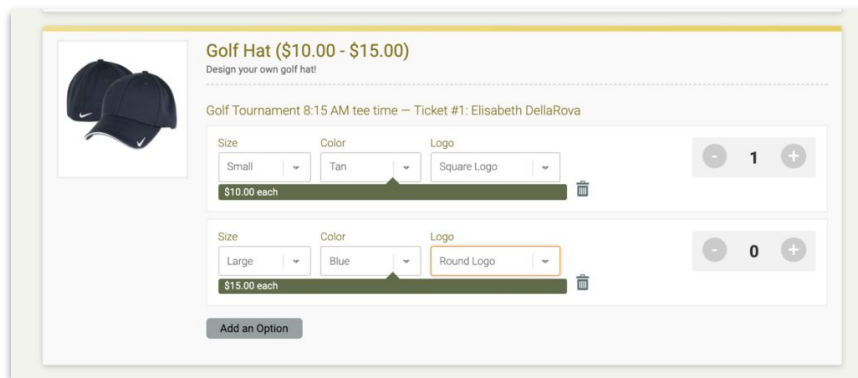 Golf Hat ($10.00 - $15.00)
Design your own golf hat!
Golf Tournament 8:15 AM tee time — Ticket #1: Elisabeth DellaRova
Size Color Logo
Small Tan Square Logo - 1 +
$10.00 each
Size Color Logo
Large Blue Round Logo - 0 +
$15.00 each
Add an Option